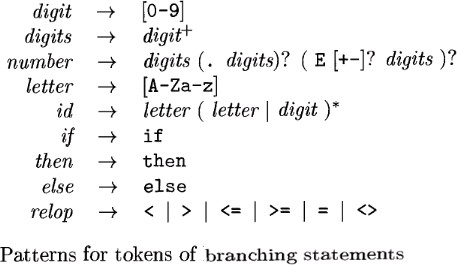 digit → [0-9]
digits → digit+
number → digits (. digits)? ( E [+-]? digits )?
letter → [A-Za-z]
id → letter ( letter | digit )*
if → if
then → then
else → else
relop → < | > | <= | >= | = | <>
Patterns for tokens of branching statements